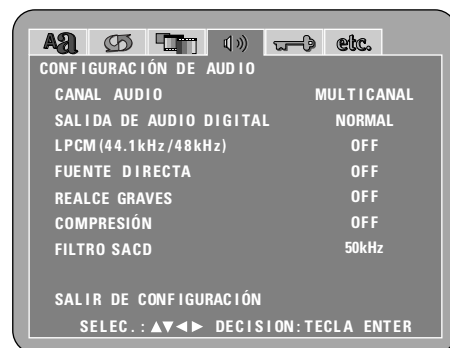 Aa etc.
CONFIGURACIÓN DE AUDIO
CANAL AUDIO MULTICANAL
SALIDA DE AUDIO DIGITAL NORMAL
LPCM (44.1kHz/48kHz) OFF
FUENTE DIRECTA OFF
REALCE GRAVES OFF
COMPRESIÓN OFF
FILTRO SACD 50kHz
SALIR DE CONFIGURACIÓN
SELEC.: ▲▼◄► DECISION: TECLA ENTER